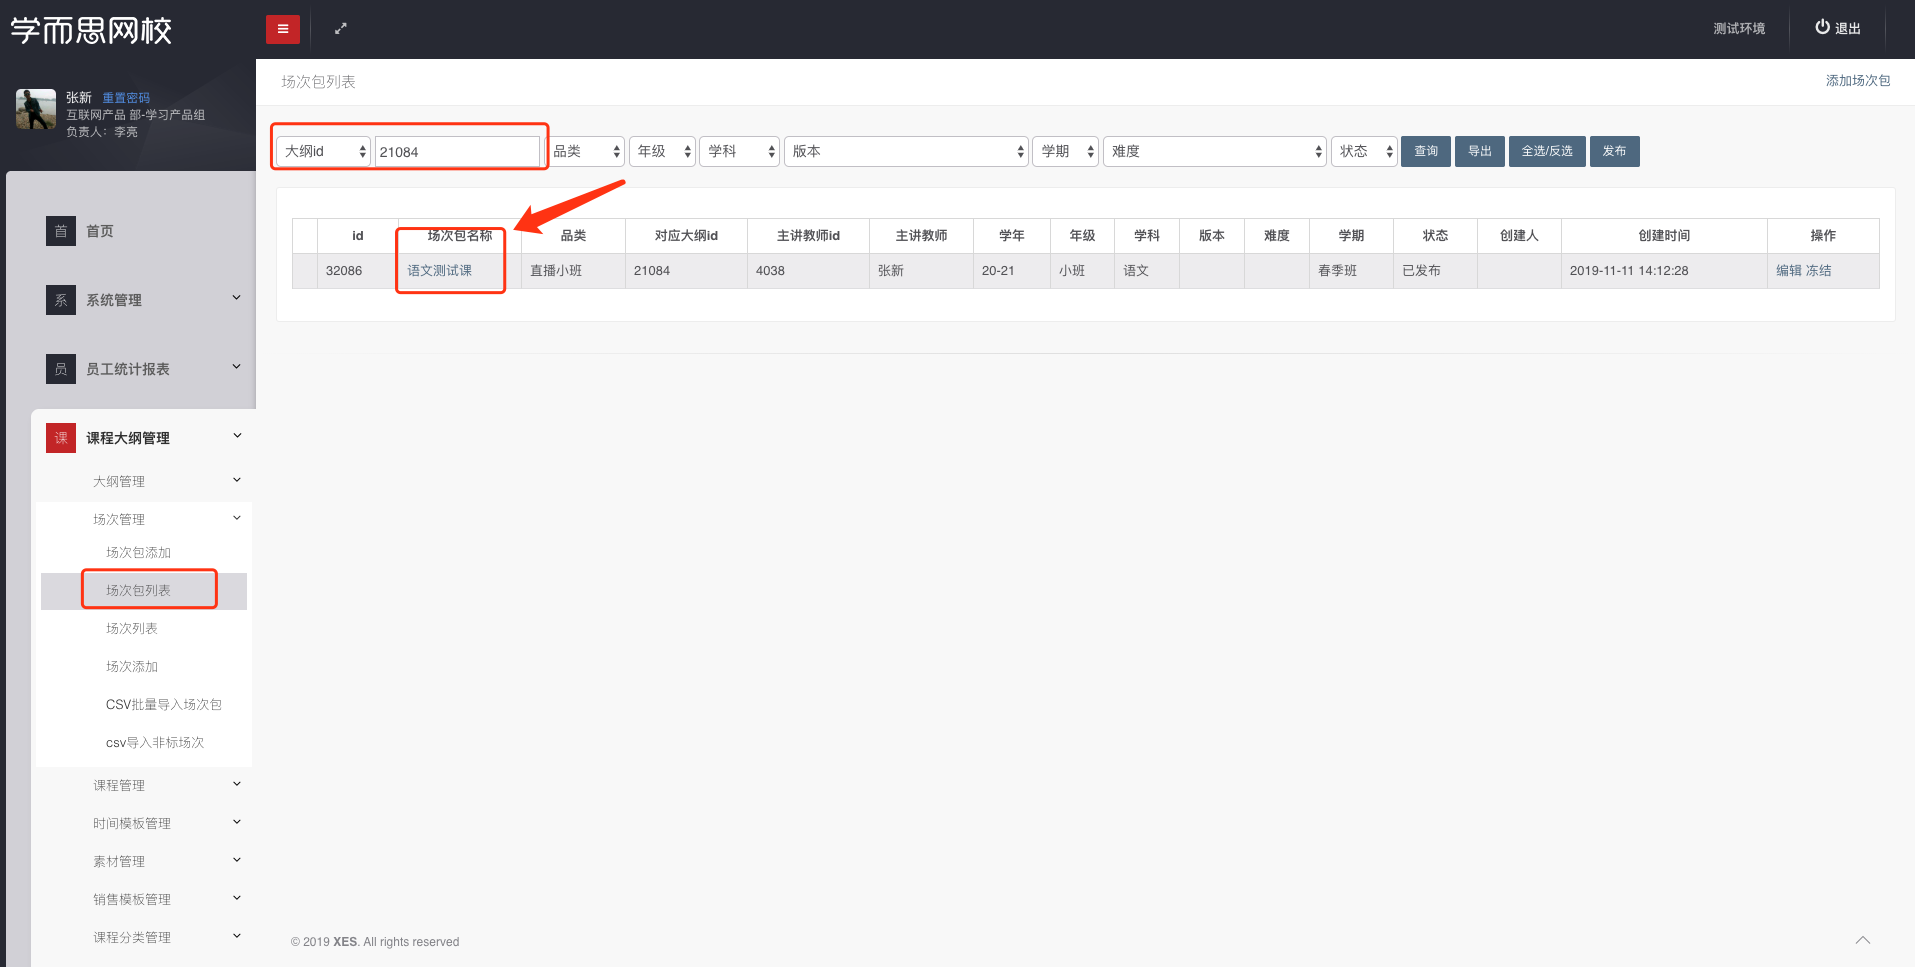 学而思网校
测试环境
退出
张新 重置密码
互联网产品 部-学习产品组
负责人：李亮
首 首页
系 系统管理
员 员工统计报表
课 课程大纲管理
大纲管理
场次管理
场次包添加
场次包列表
场次列表
场次添加
CSV批量导入场次包
csv导入非标场次
课程管理
时间模板管理
素材管理
销售模板管理
课程分类管理
场次包列表
添加场次包
大纲id 21084 品类 年级 学科 版本 学期 难度 状态 查询 导出 全选/反选 发布
id 场次包名称 品类 对应大纲id 主讲教师id 主讲教师 学年 年级 学科 版本 难度 学期 状态 创建人 创建时间 操作
32086 语文测试课 直播小班 21084 4038 张新 20-21 小班 语文 春季班 已发布 2019-11-11 14:12:28 编辑 冻结
© 2019 XES. All rights reserved